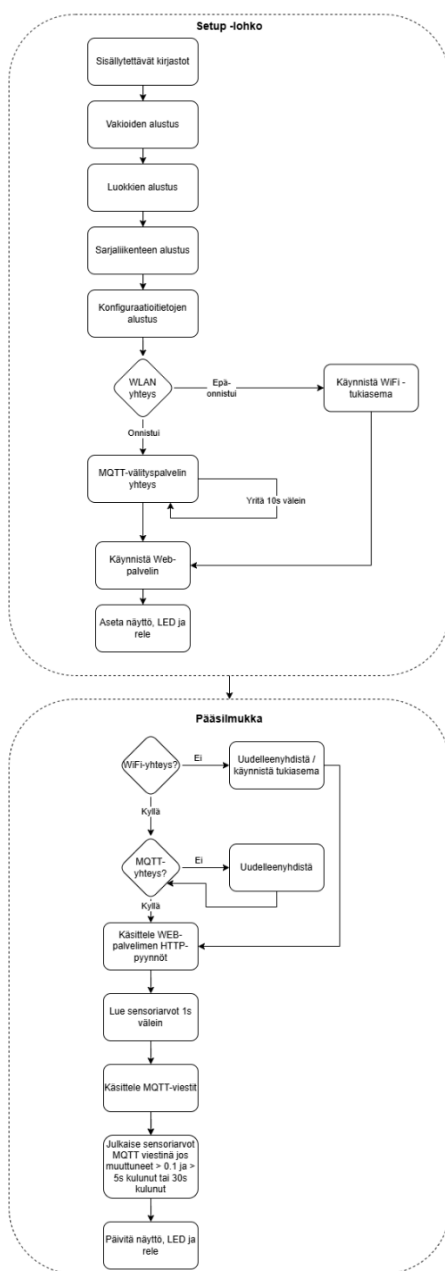 Setup -lohko
Sisällytettävät kirjastot
Vakioiden alustus
Luokkien alustus
Sarjaliikenteen alustus
Konfiguraatioitietojen
alustus
WLAN
yhteys
Epä-
onnistui
Käynnistä WiFi -
tukiasema
Onnistui
MQTT-välityspalvelin
yhteys
Yritä 10s välein
Käynnistä Web-
palvelin
Aseta näyttö, LED ja
rele
Pääsilmukka
WiFi-yhteys?
Ei
Uudelleenyhdistä /
käynnistä tukiasema
Kyllä
MQTT-
yhteys?
Ei
Uudelleenyhdistä
Kyllä
Käsittele WEB-
palvelimen HTTP-
pyynnöt
Lue sensoriarvot 1s
välein
Käsittele MQTT-viestit
Julkaise sensoriarvot
MQTT viestinä jos
muuttuneet > 0.1 ja >
5s kulunut tai 30s
kulunut
Päivitä näyttö, LED ja
rele